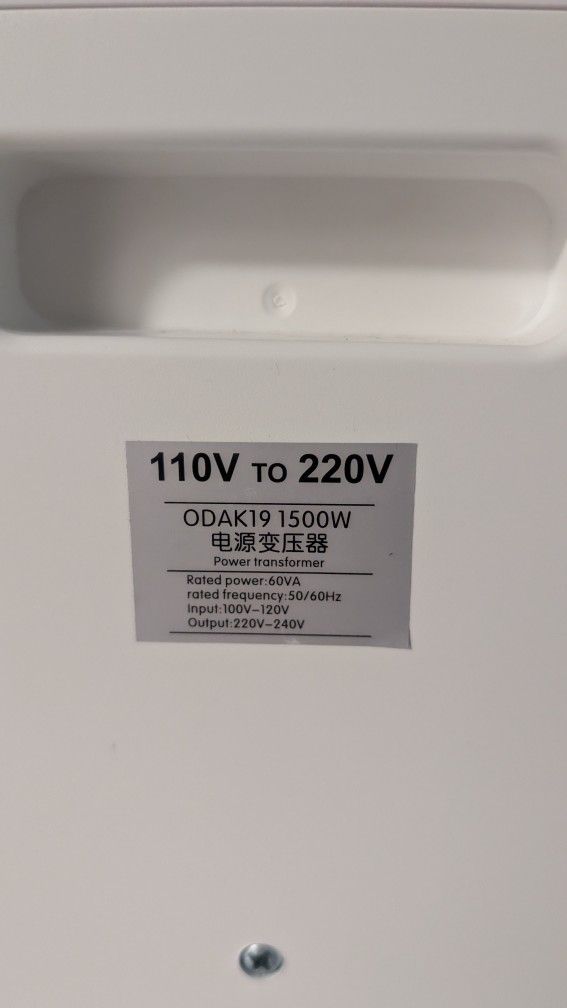 110V TO 220V
ODAK19 1500W
电源变压器
Power transformer
Rated power:60VA
rated frequency:50/60Hz
Input:100V-120V
Output:220V-240V